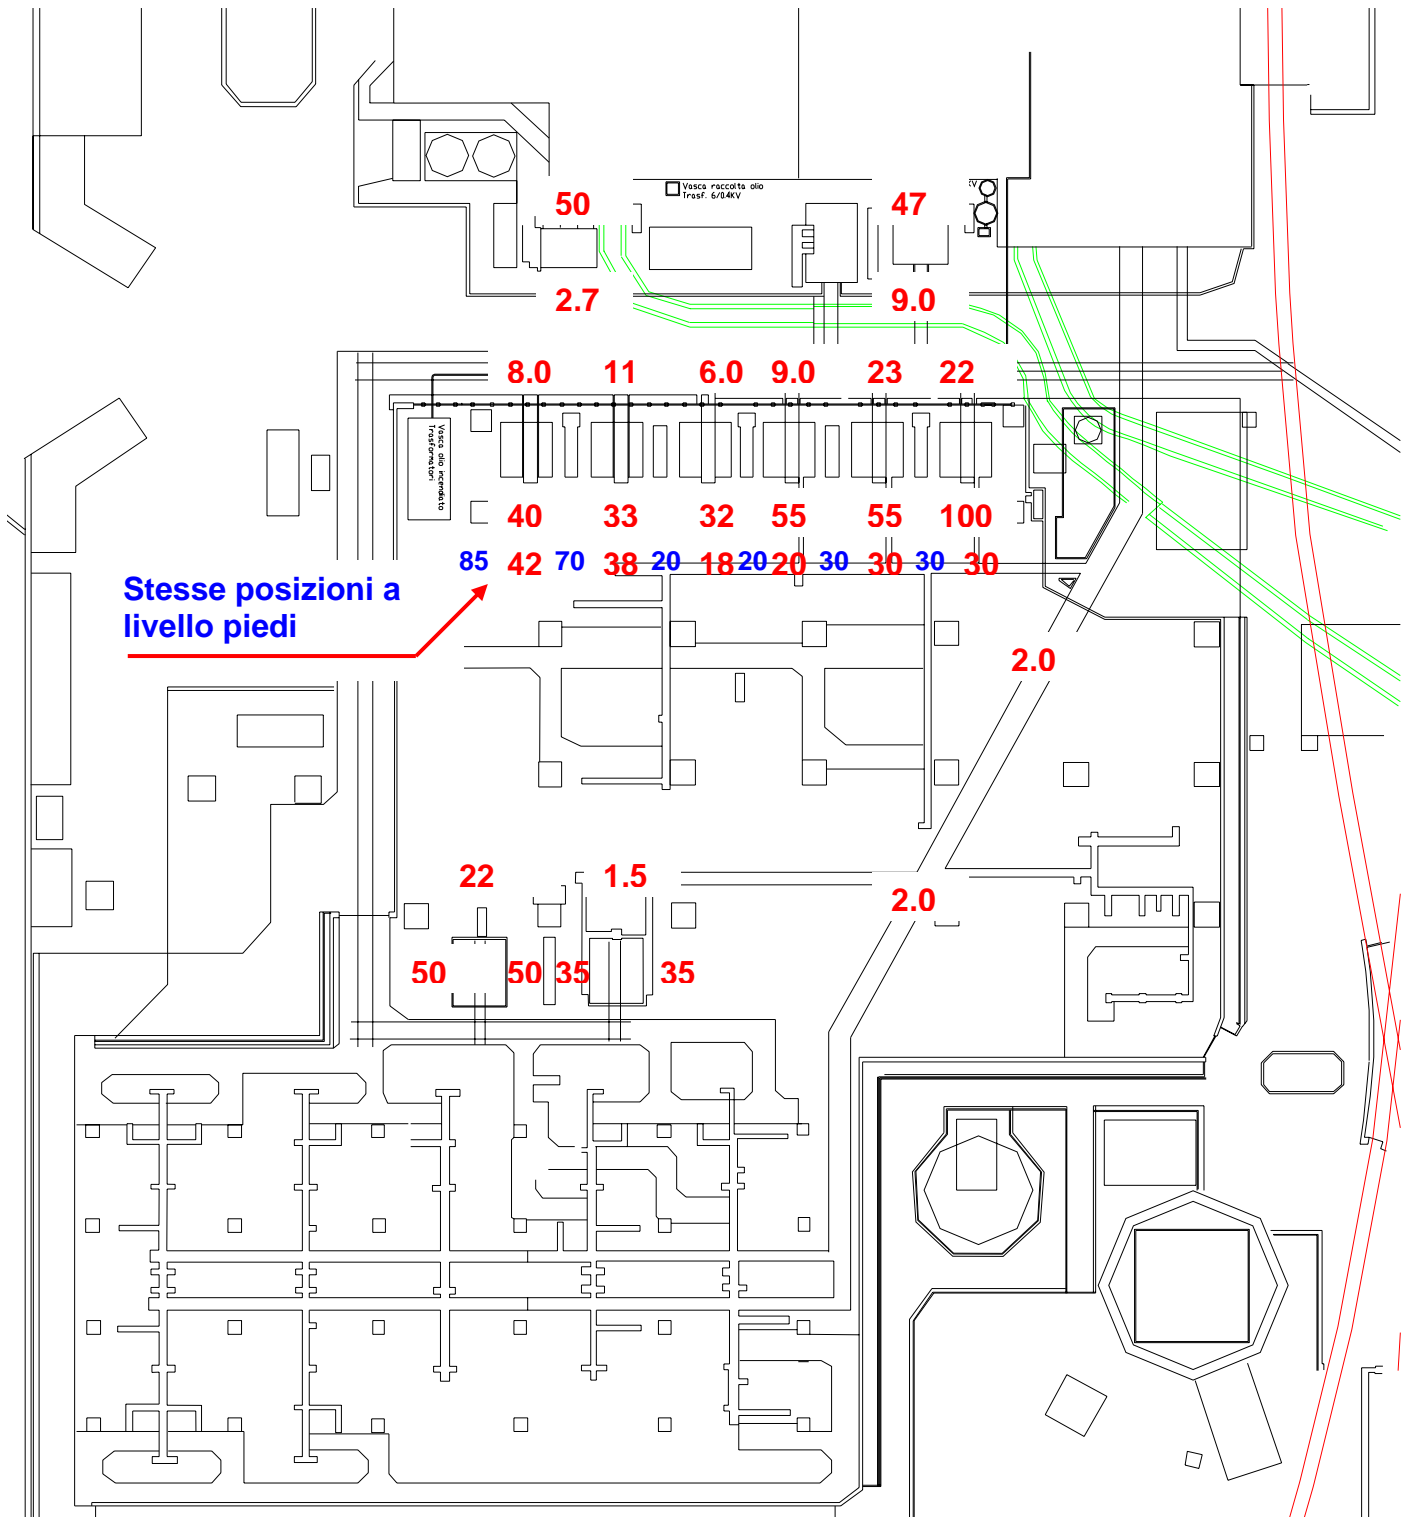 Vasca raccolta olio
Trasf. 6/0.4KV
KV
50
47
2.7
9.0
8.0 11 6.0 9.0 23 22
Vasca olio incendiato
Trasformatori
40 33 32 55 55 100
85 42 70 38 20 18 20 20 30 30 30 30
Stesse posizioni a
livello piedi
2.0
22
1.5
2.0
50
50 35
35